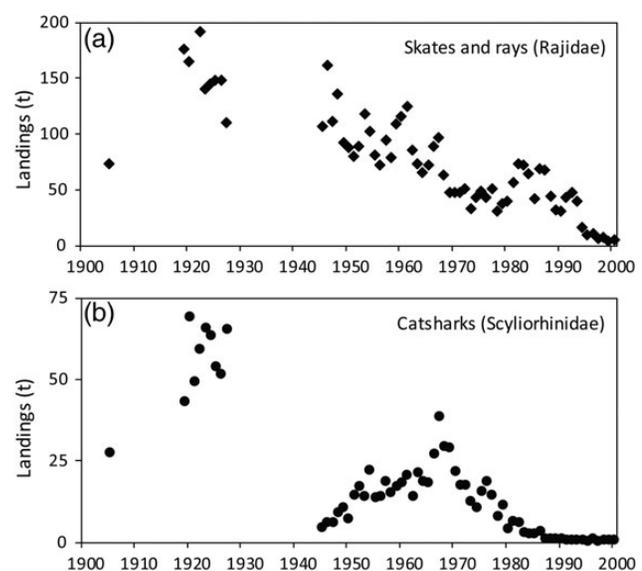 (a)
Skates and rays (Rajidae)
Landings (t)
200
150
100
50
0
1900 1910 1920 1930 1940 1950 1960 1970 1980 1990 2000
(b)
Catsharks (Scyliorhinidae)
Landings (t)
75
50
25
0
1900 1910 1920 1930 1940 1950 1960 1970 1980 1990 2000